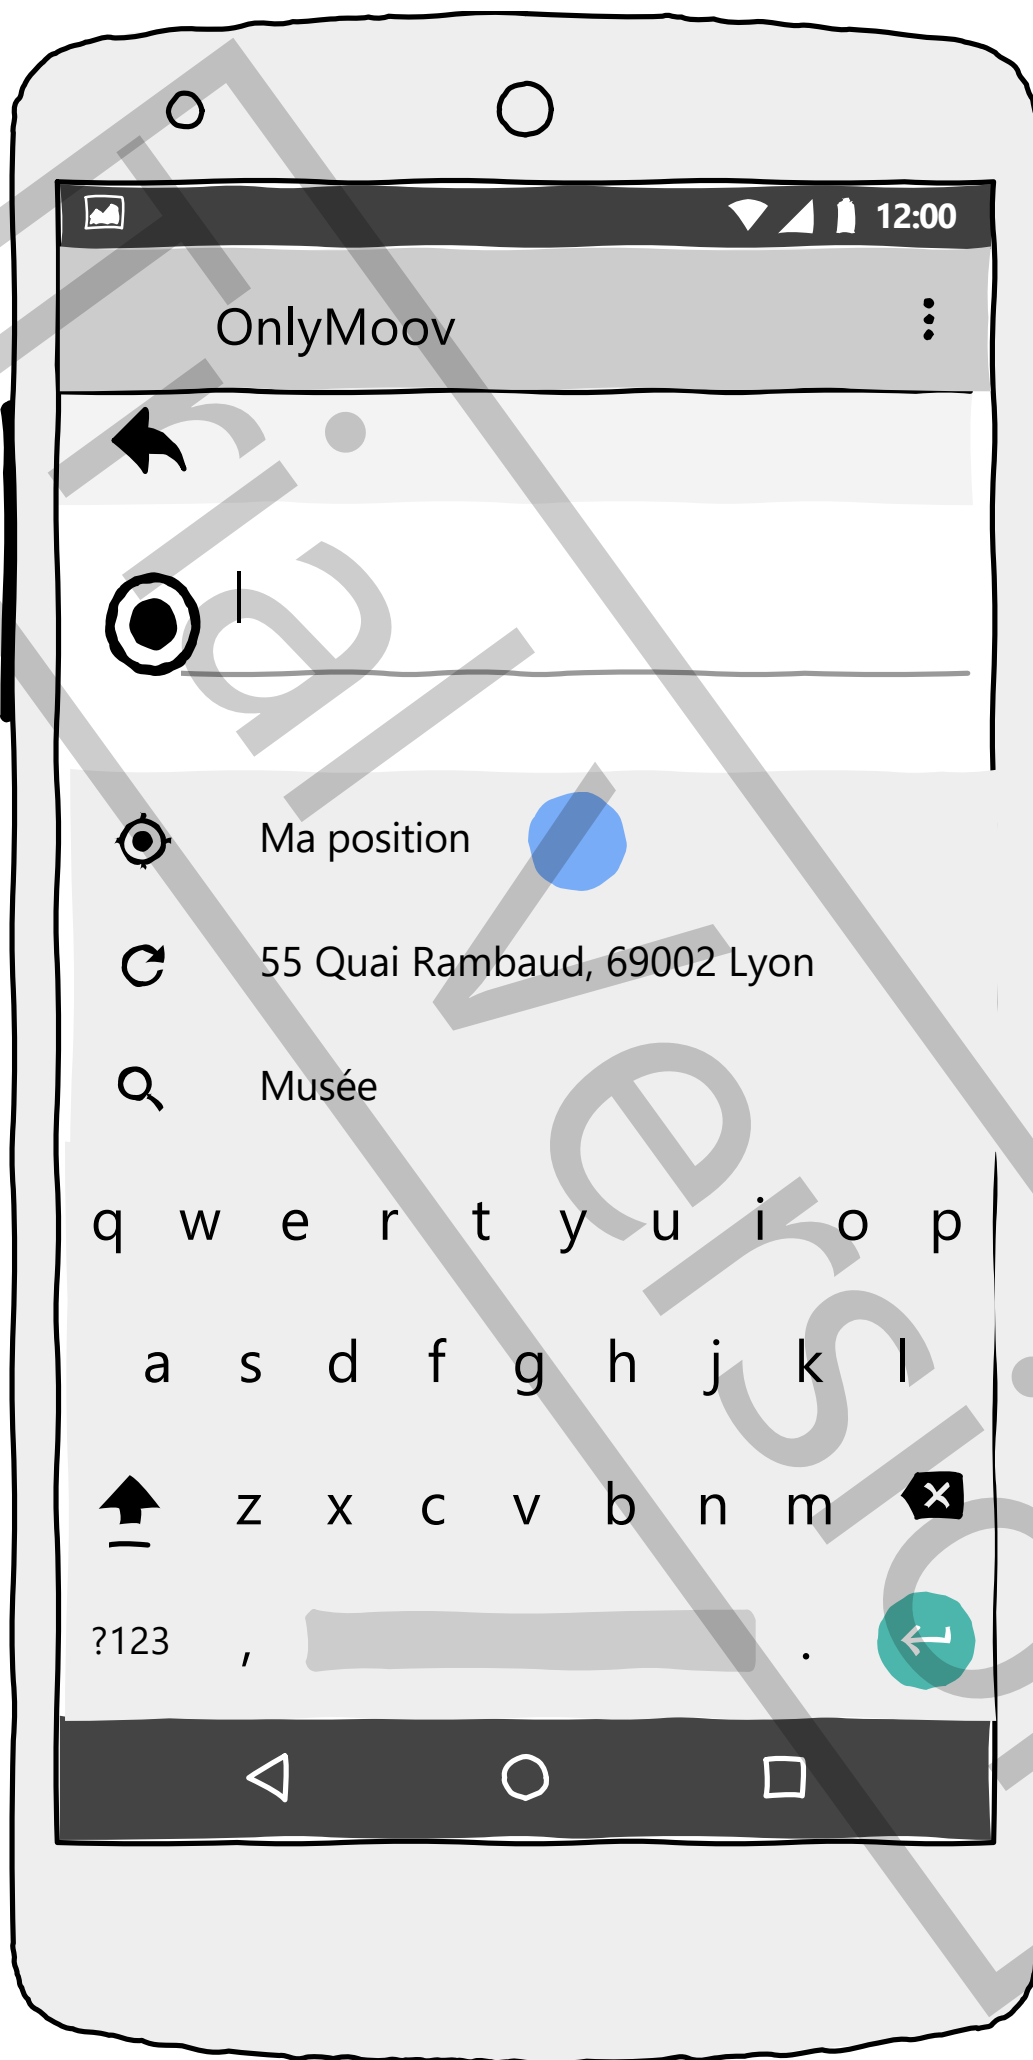 12:00
OnlyMoov
Ma position
55 Quai Rambaud, 69002 Lyon
Musée
q w e r t y u i o p
a s d f g h j k l
z x c v b n m
?123 , .
Trial version